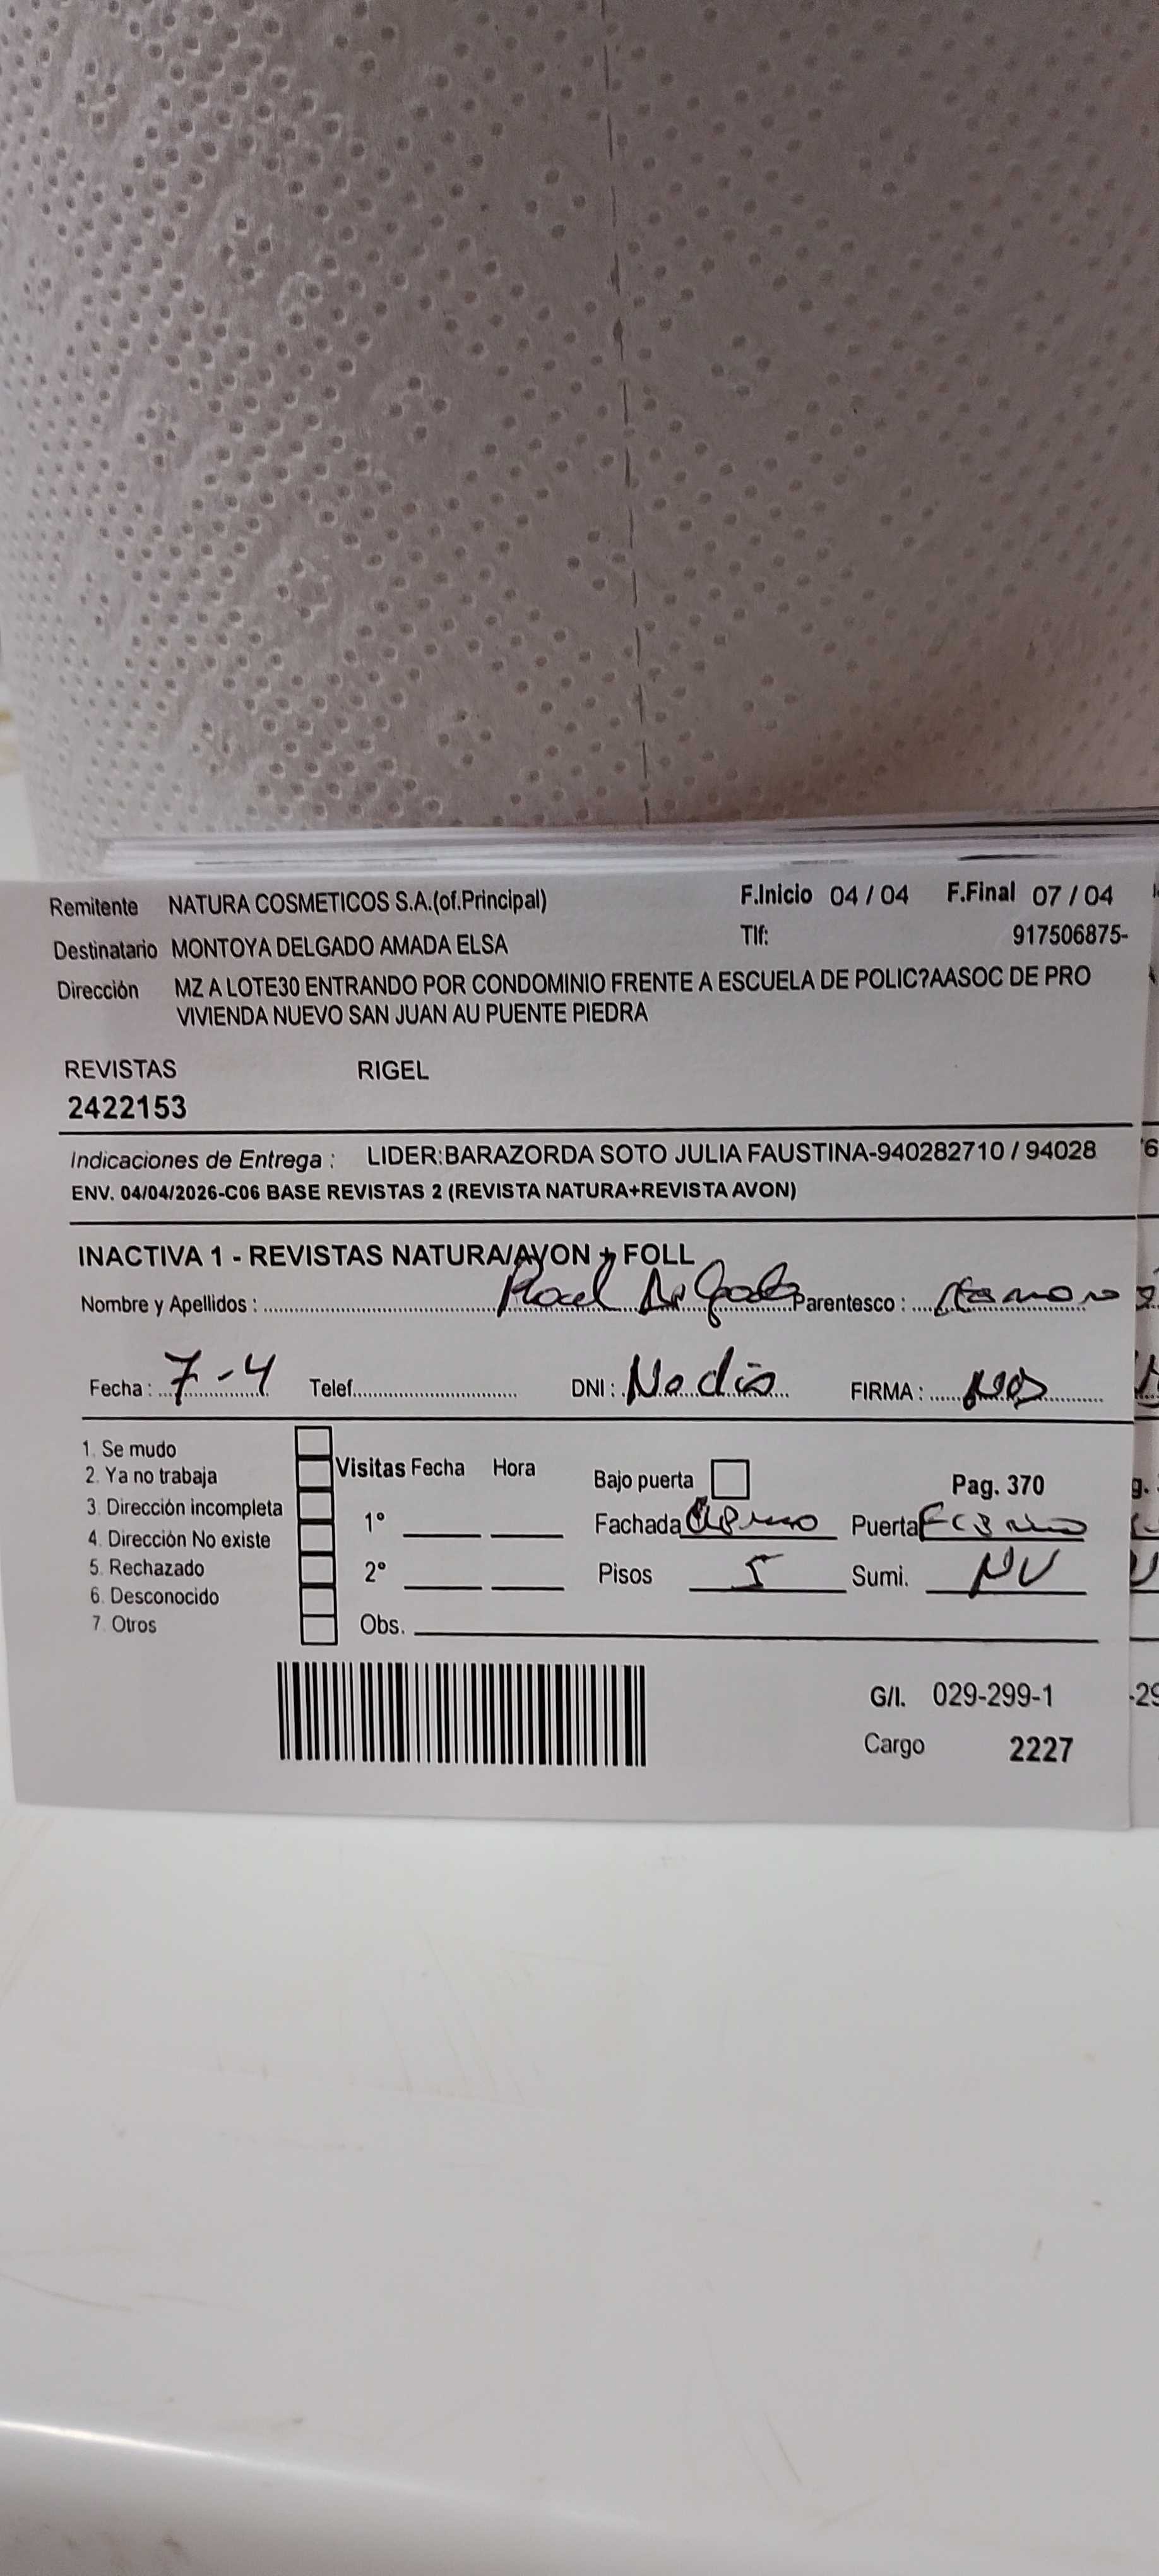 Remitente NATURA COSMETICOS S.A.(of.Principal) F.Inicio 04 / 04 F.Final 07 / 04
Destinatario MONTOYA DELGADO AMADA ELSA Tlf: 917506875-
Dirección MZ A LOTE30 ENTRANDO POR CONDOMINIO FRENTE A ESCUELA DE POLIC?AASOC DE PRO
VIVIENDA NUEVO SAN JUAN AU PUENTE PIEDRA
REVISTAS RIGEL
2422153
Indicaciones de Entrega : LIDER:BARAZORDA SOTO JULIA FAUSTINA-940282710 / 94028
ENV. 04/04/2026-C06 BASE REVISTAS 2 (REVISTA NATURA+REVISTA AVON)
INACTIVA 1 - REVISTAS NATURA/AVON + FOLL
Nombre y Apellidos : Parentesco :
Fecha : 7-4 Telef. DNI : No dio FIRMA :
1. Se mudo
2. Ya no trabaja Visitas Fecha Hora Bajo puerta Pag. 370
3. Dirección incompleta
1° Fachada Puerta
4. Dirección No existe
5. Rechazado 2° Pisos 5 Sumi. NV
6. Desconocido
7. Otros Obs.
G/I. 029-299-1
Cargo 2227